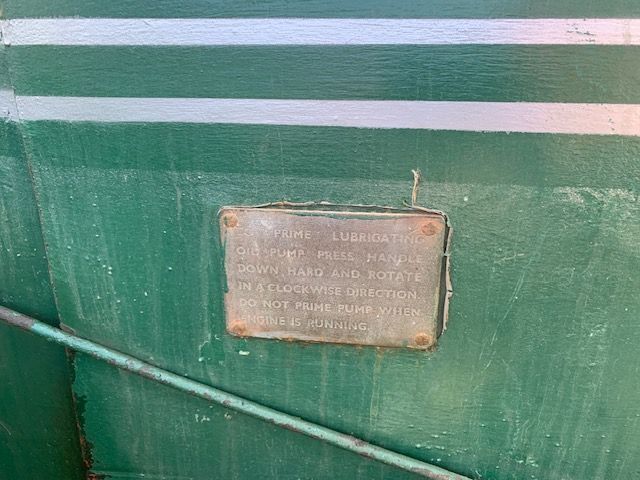 TO PRIME LUBRICATING
OIL PUMP PRESS HANDLE
DOWN HARD AND ROTATE
IN A CLOCKWISE DIRECTION.
DO NOT PRIME PUMP WHEN
ENGINE IS RUNNING.